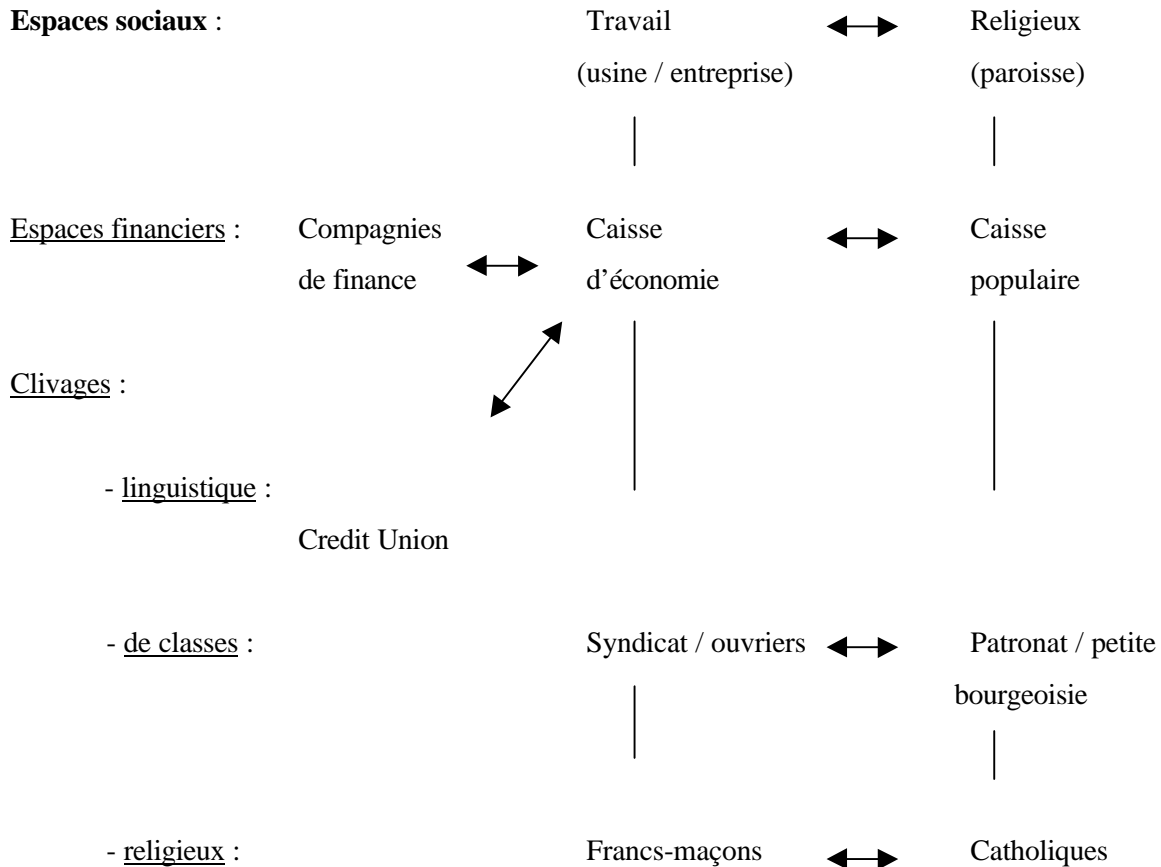 Espaces sociaux : Travail Religieux
(usine / entreprise) (paroisse)
Espaces financiers : Compagnies Caisse Caisse
de finance d’économie populaire
Clivages :
- linguistique :
Credit Union
- de classes : Syndicat / ouvriers Patronat / petite
bourgeoisie
- religieux : Francs-maçons Catholiques